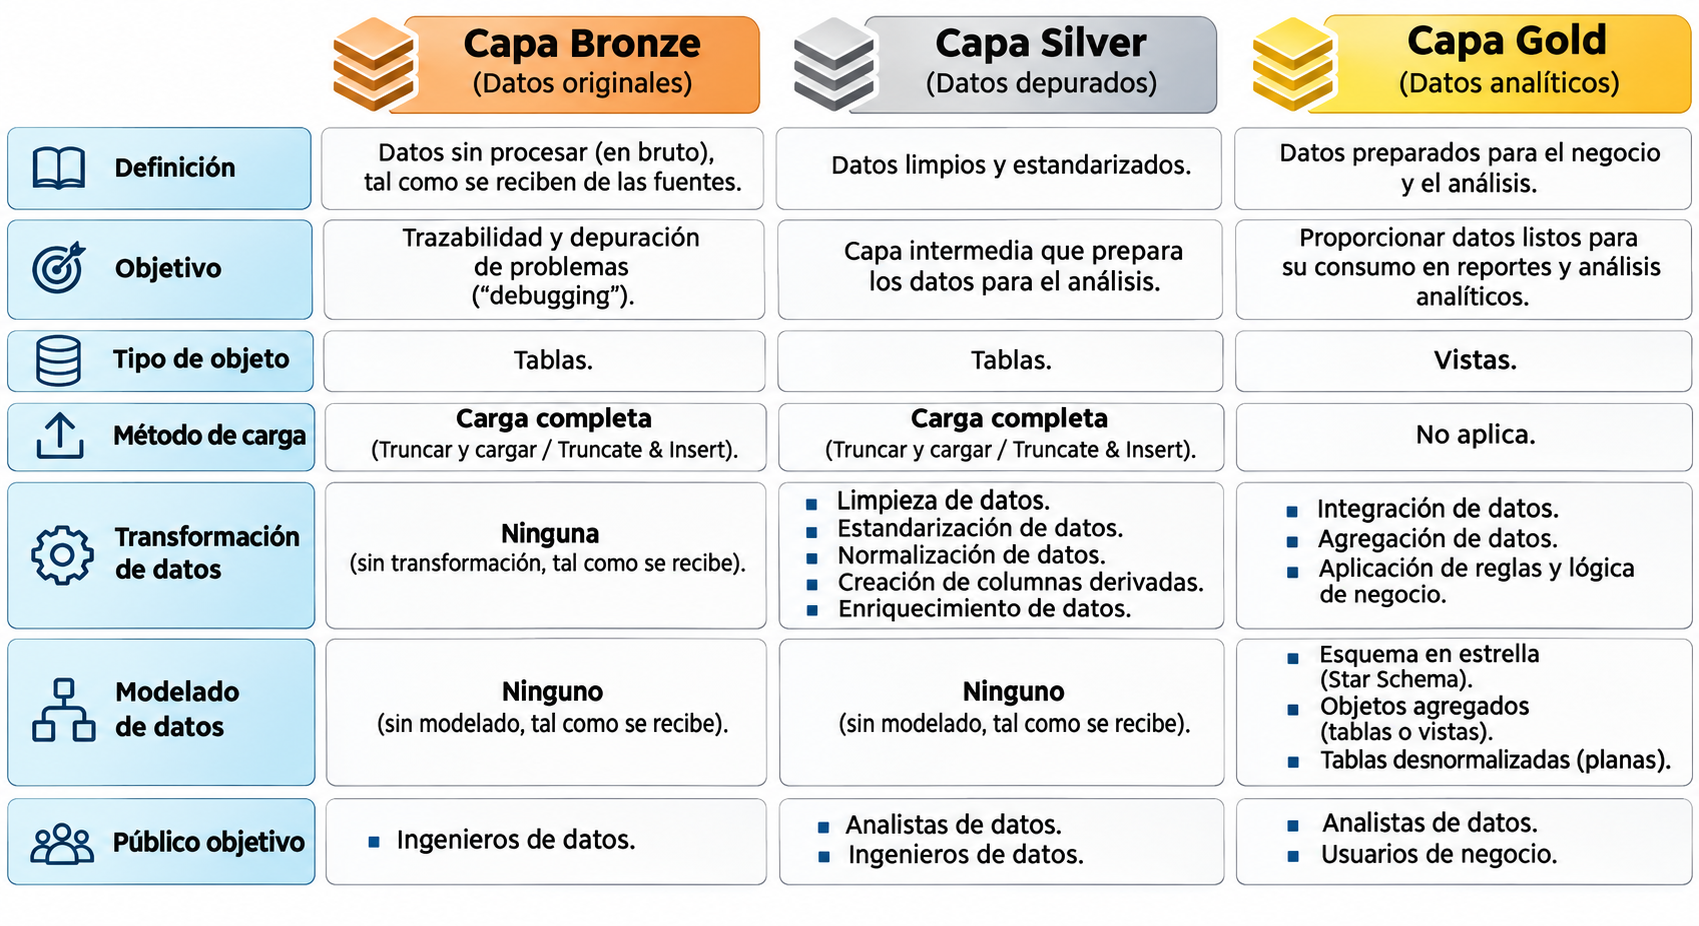 Capa Bronze
(Datos originales)
Capa Silver
(Datos depurados)
Capa Gold
(Datos analíticos)
Definición
Datos sin procesar (en bruto),
tal como se reciben de las fuentes.
Datos limpios y estandarizados.
Datos preparados para el negocio
y el análisis.
Objetivo
Trazabilidad y depuración
de problemas
(“debugging”).
Capa intermedia que prepara
los datos para el análisis.
Proporcionar datos listos para
su consumo en reportes y análisis
analíticos.
Tipo de objeto
Tablas.
Tablas.
Vistas.
Método de carga
Carga completa
(Truncar y cargar / Truncate & Insert).
Carga completa
(Truncar y cargar / Truncate & Insert).
No aplica.
Transformación
de datos
Ninguna
(sin transformación, tal como se recibe).
Limpieza de datos.
Estandarización de datos.
Normalización de datos.
Creación de columnas derivadas.
Enriquecimiento de datos.
Integración de datos.
Agregación de datos.
Aplicación de reglas y lógica
de negocio.
Modelado
de datos
Ninguno
(sin modelado, tal como se recibe).
Ninguno
(sin modelado, tal como se recibe).
Esquema en estrella
(Star Schema).
Objetos agregados
(tablas o vistas).
Tablas desnormalizadas (planas).
Público objetivo
Ingenieros de datos.
Analistas de datos.
Ingenieros de datos.
Analistas de datos.
Usuarios de negocio.